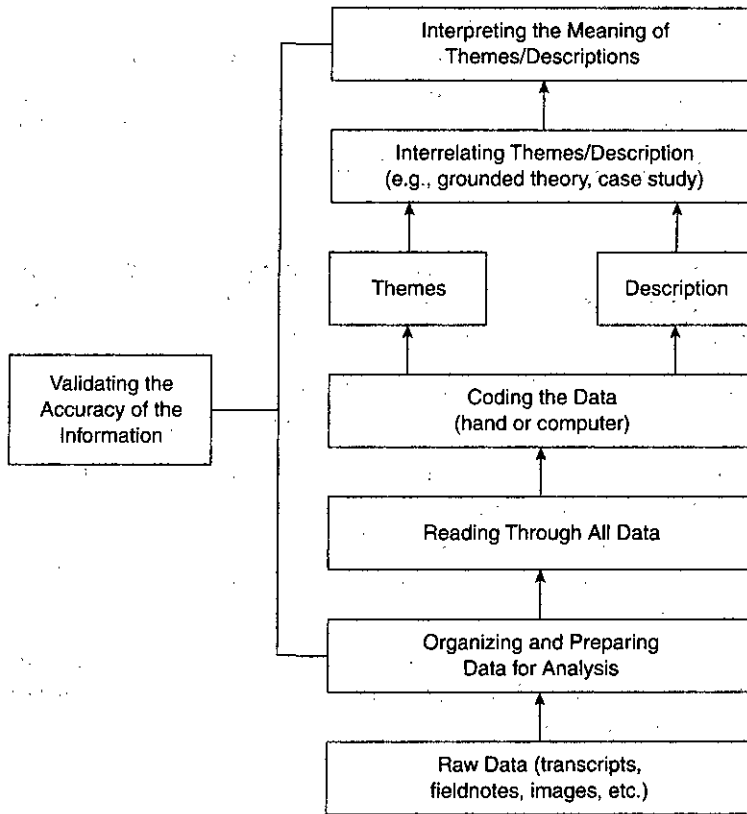 Interpreting the Meaning of
Themes/Descriptions
Interrelating Themes/Description
(e.g., grounded theory, case study)
Themes
Description
Validating the
Accuracy of the
Information
Coding the Data
(hand or computer)
Reading Through All Data
Organizing and Preparing
Data for Analysis
Raw Data (transcripts,
fieldnotes, images, etc.)